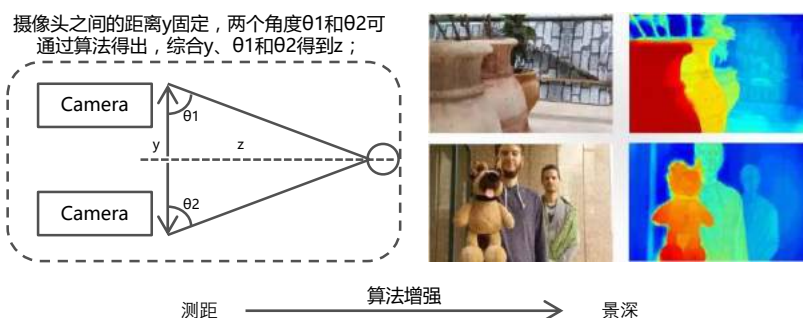 摄像头之间的距离y固定，两个角度θ1和θ2可
通过算法得出，综合y、θ1和θ2得到z；
Camera
θ1
y
z
θ2
Camera
算法增强
测距
景深